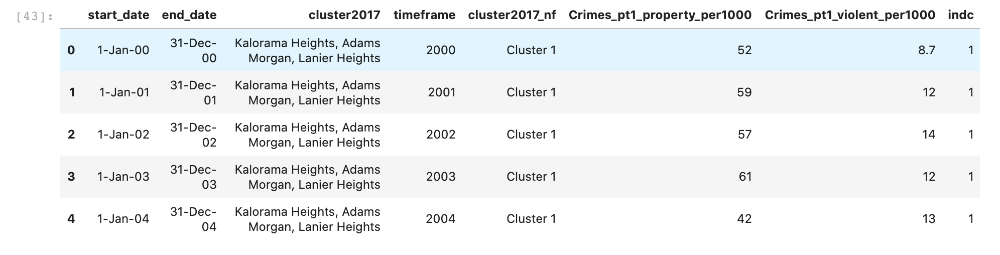 [43]: start_date end_date cluster2017 timeframe cluster2017_nf Crimes_pt1_property_per1000 Crimes_pt1_violent_per1000 indc
0 1-Jan-00 31-Dec-00 Kalorama Heights, Adams Morgan, Lanier Heights 2000 Cluster 1 52 8.7 1
1 1-Jan-01 31-Dec-01 Kalorama Heights, Adams Morgan, Lanier Heights 2001 Cluster 1 59 12 1
2 1-Jan-02 31-Dec-02 Kalorama Heights, Adams Morgan, Lanier Heights 2002 Cluster 1 57 14 1
3 1-Jan-03 31-Dec-03 Kalorama Heights, Adams Morgan, Lanier Heights 2003 Cluster 1 61 12 1
4 1-Jan-04 31-Dec-04 Kalorama Heights, Adams Morgan, Lanier Heights 2004 Cluster 1 42 13 1